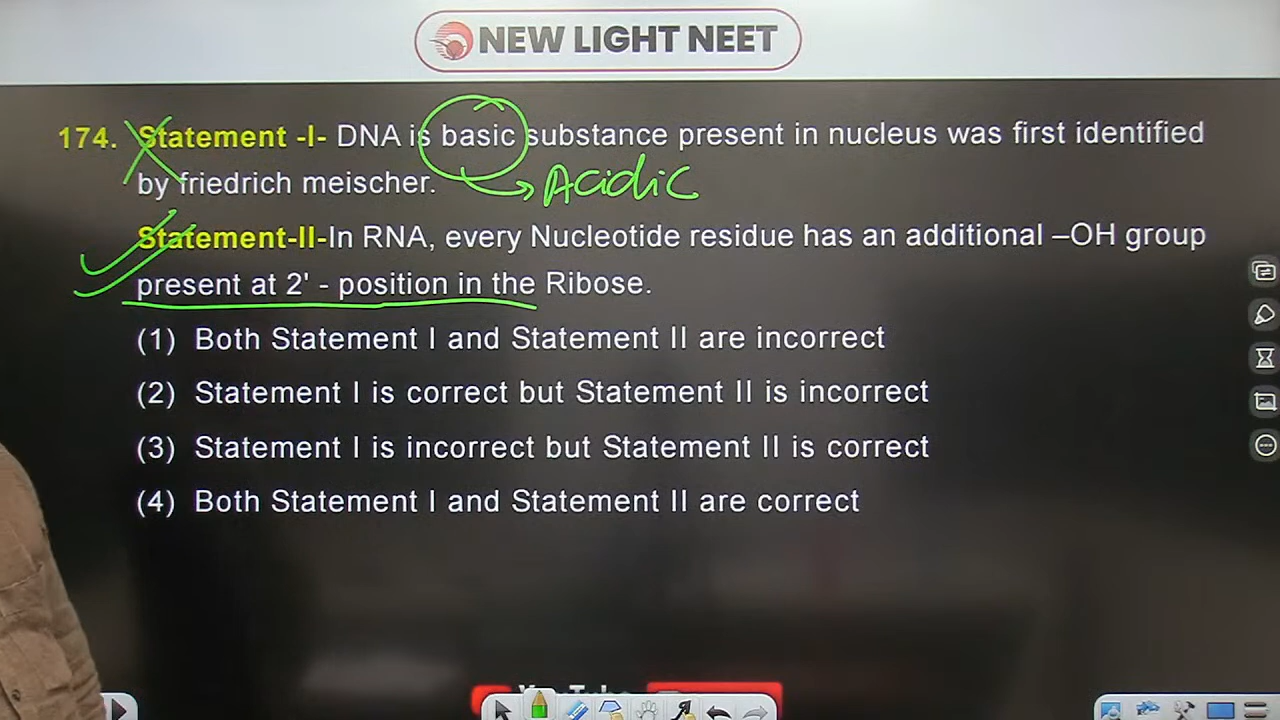 NEW LIGHT NEET
174. Statement -I- DNA is basic substance present in nucleus was first identified
by friedrich meischer.
Acidic
Statement-II-In RNA, every Nucleotide residue has an additional –OH group
present at 2' - position in the Ribose.
(1) Both Statement I and Statement II are incorrect
(2) Statement I is correct but Statement II is incorrect
(3) Statement I is incorrect but Statement II is correct
(4) Both Statement I and Statement II are correct